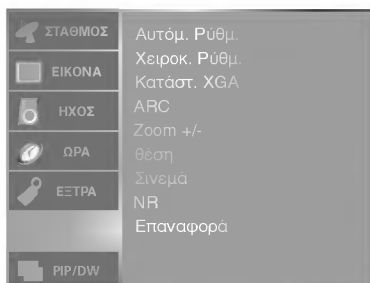 ΣΤΑΘΜΟΣ
ΕΙΚΟΝΑ
ΗΧΟΣ
ΩΡΑ
ΕΞΤΡΑ
PIP/DW
Αυτόμ. Ρύθμ.
Χειροκ. Ρύθμ.
Κατάστ. XGA
ARC
Zoom +/-
θέση
Σινεμά
NR
Επαναφορά